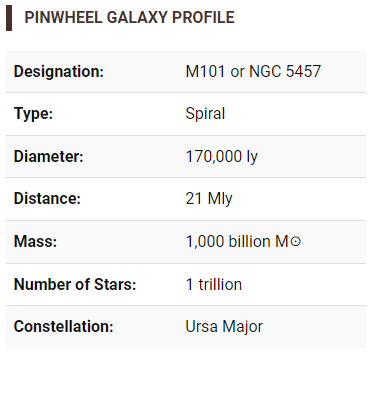 PINWHEEL GALAXY PROFILE
Designation: M101 or NGC 5457
Type: Spiral
Diameter: 170,000 ly
Distance: 21 Mly
Mass: 1,000 billion M☉
Number of Stars: 1 trillion
Constellation: Ursa Major